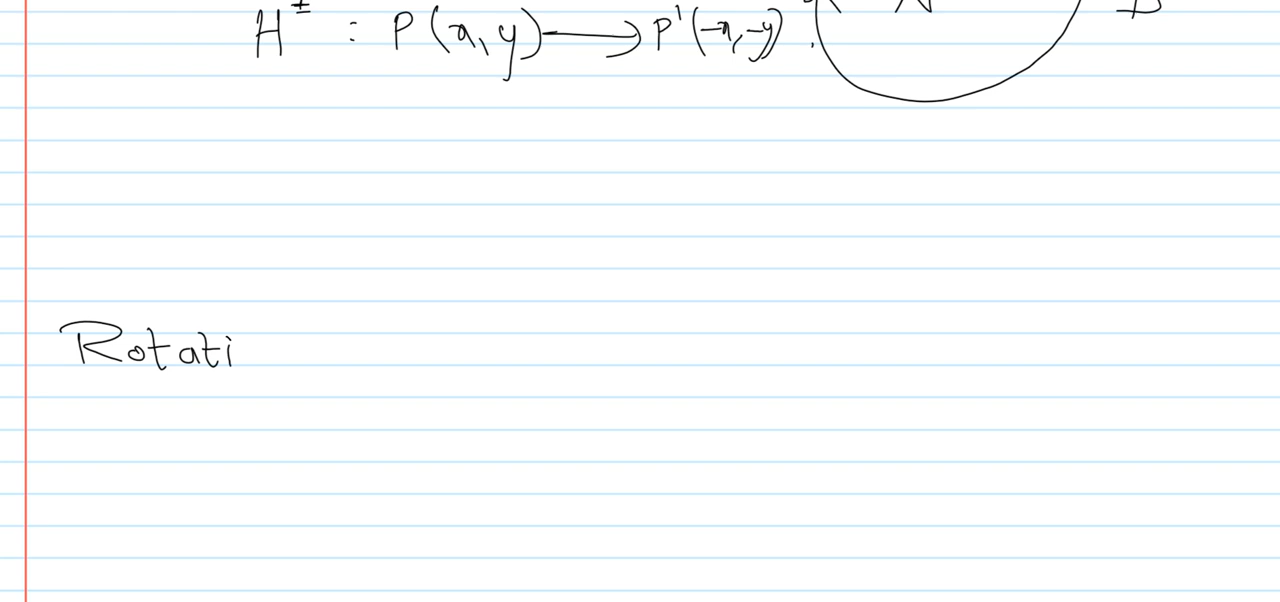 H± : P(x,y) ⟶ P'(-x,-y).
Rotati